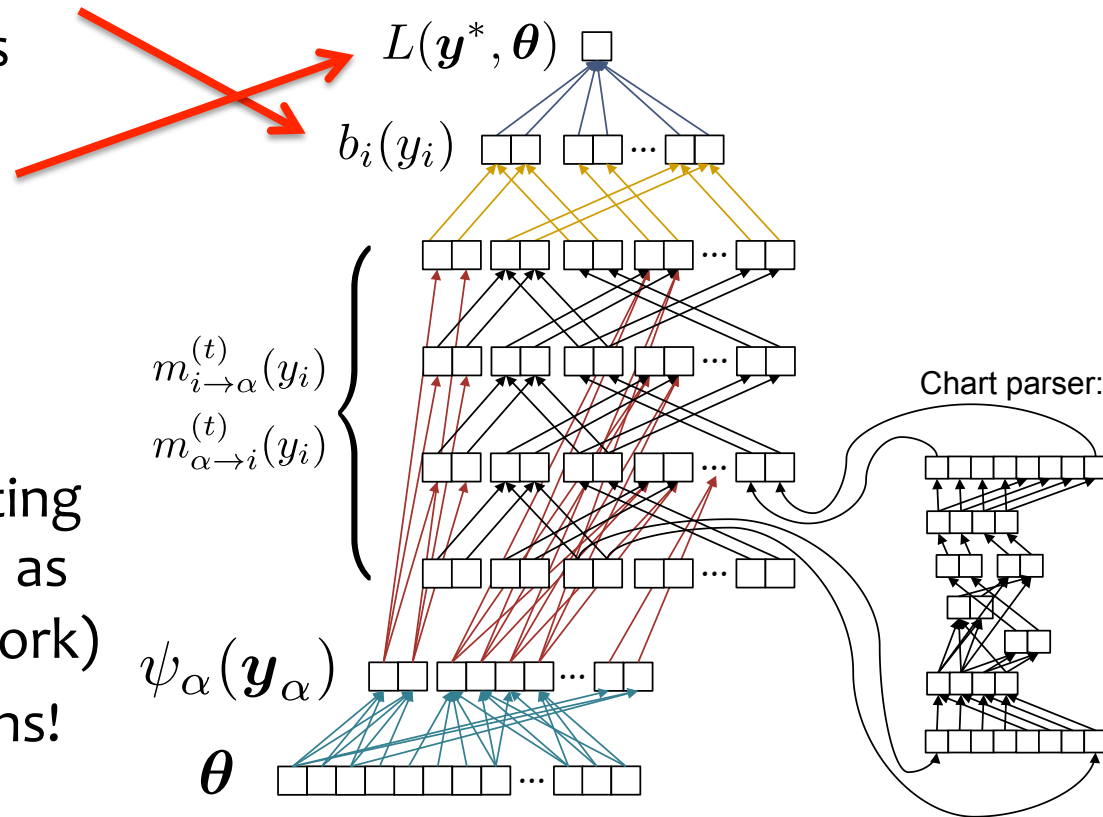 s
L(y*, θ)
b_i(y_i)
...
...
m^{(t)}_{i→α}(y_i)
...
Chart parser:
m^{(t)}_{α→i}(y_i)
...
ting
as
...
ork)
ψ_α(y_α)
...
ns!
θ
...